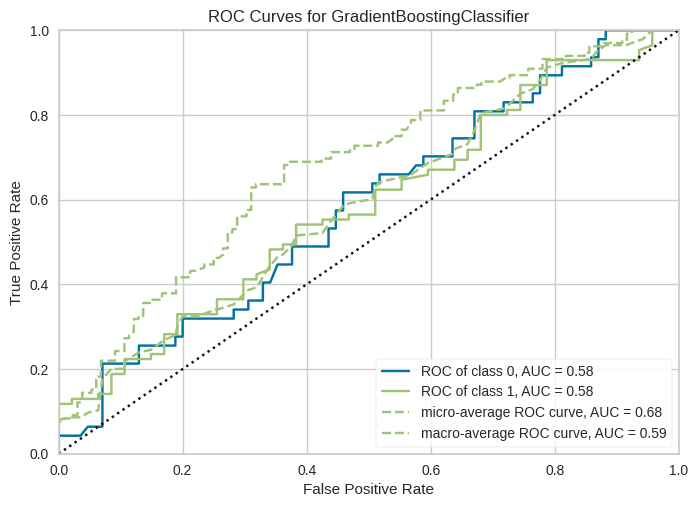 ROC Curves for GradientBoostingClassifier
1.0
0.8
0.6
0.4
0.2
0.0
True Positive Rate
ROC of class 0, AUC = 0.58
ROC of class 1, AUC = 0.58
micro-average ROC curve, AUC = 0.68
macro-average ROC curve, AUC = 0.59
0.0
0.2
0.4
0.6
0.8
1.0
False Positive Rate